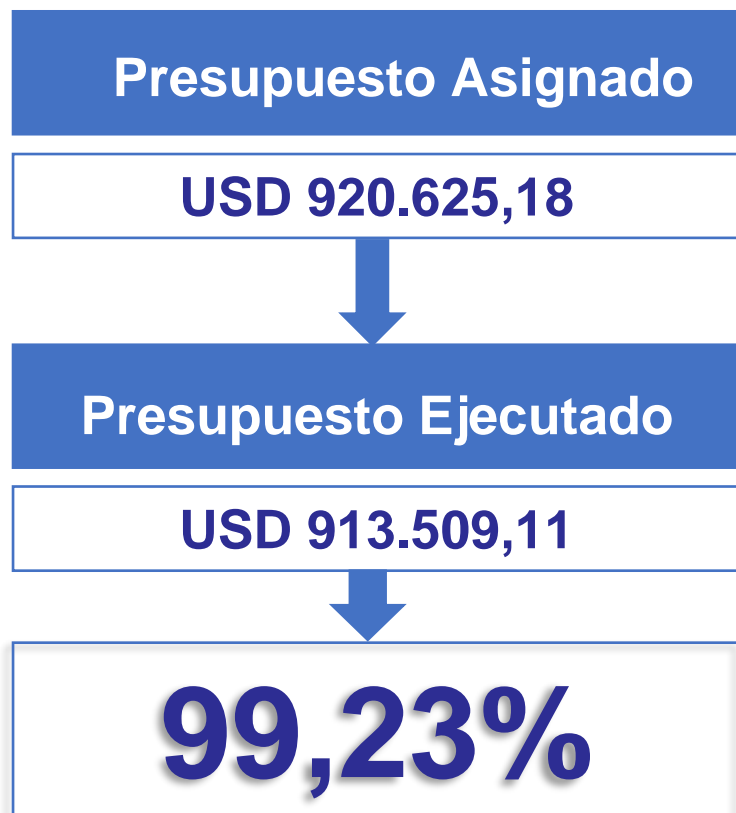 Presupuesto Asignado
USD 920.625,18
Presupuesto Ejecutado
USD 913.509,11
99,23%